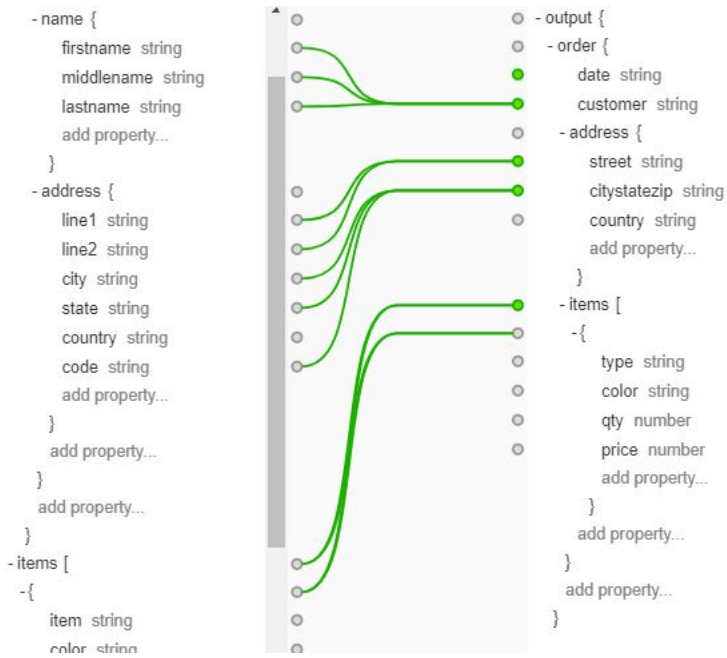 - name {
firstname string
middlename string
lastname string
add property...
}
- address {
line1 string
line2 string
city string
state string
country string
code string
add property...
}
add property...
}
add property...
}
- items [
-{
item string
color string
- output {
- order {
date string
customer string
- address {
street string
citystatezip string
country string
add property...
}
- items [
-{
type string
color string
qty number
price number
add property...
}
add property...
}
add property...
}